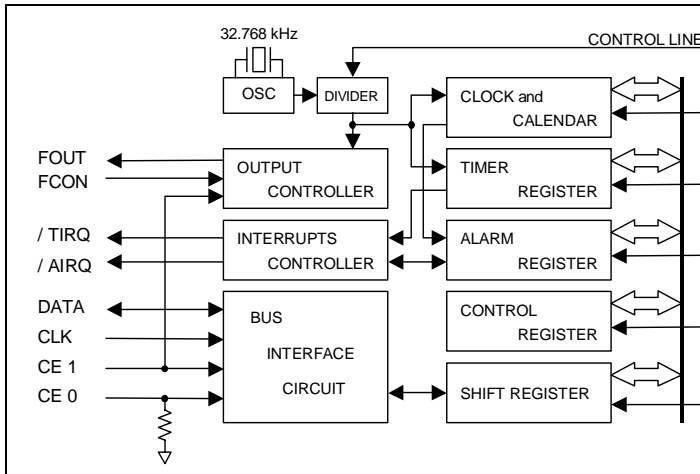 32.768 kHz
CONTROL LINE
OSC
DIVIDER
CLOCK and
CALENDAR
FOUT
FCON
OUTPUT
CONTROLLER
TIMER
REGISTER
/ TIRQ
/ AIRQ
INTERRUPTS
CONTROLLER
ALARM
REGISTER
DATA
CLK
CE 1
CE 0
BUS
INTERFACE
CIRCUIT
CONTROL
REGISTER
SHIFT REGISTER